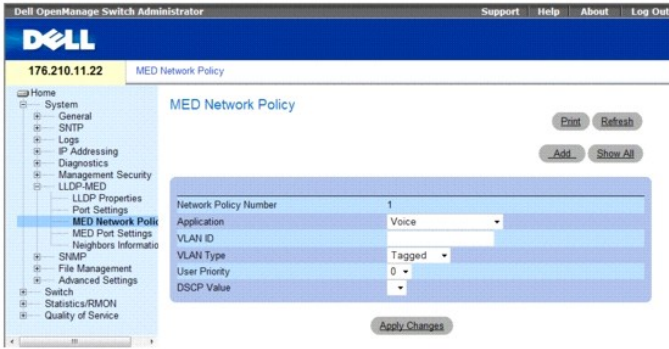 Dell OpenManage Switch Administrator
Support Help About Log Out
DELL
176.210.11.22
MED Network Policy
Home
System
General
SNTP
Logs
IP Addressing
Diagnostics
Management Security
LLDP-MED
LLDP Properties
Port Settings
MED Network Polic
MED Port Settings
Neighbors Informatio
SNMP
File Management
Advanced Settings
Switch
Statistics/RMON
Quality of Service
MED Network Policy
Print Refresh
Add Show All
Network Policy Number 1
Application Voice
VLAN ID
VLAN Type Tagged
User Priority 0
DSCP Value
Apply Changes